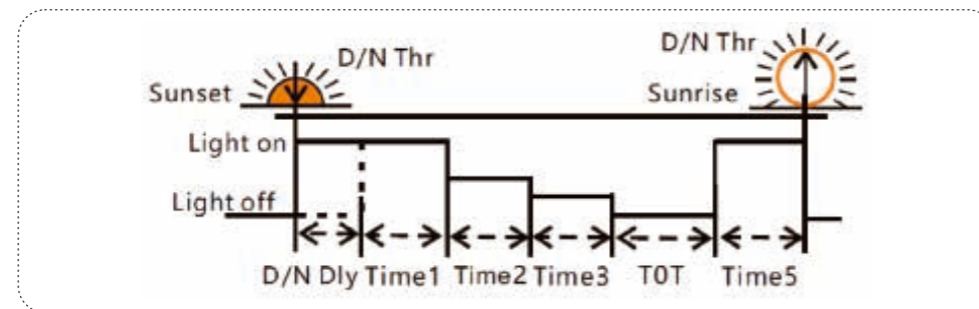 D/N Thr
D/N Thr
Sunset
Sunrise
Light on
Light off
D/N Dly Time1 Time2 Time3 T0T Time5